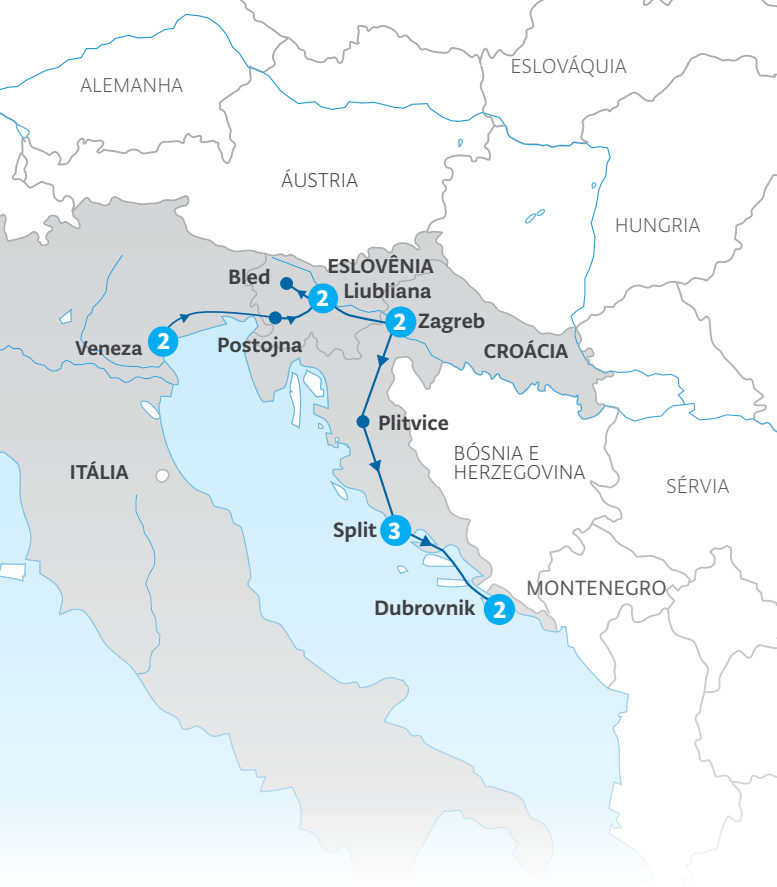 ESLOVÁQUIA
ALEMANHA
ÁUSTRIA
HUNGRIA
ESLOVÊNIA
Bled
2
Liubliana
2
Zagreb
2
Veneza
Postojna
CROÁCIA
Plitvice
BÓSNIA E
HERZEGOVINA
ITÁLIA
SÉRVIA
Split
3
MONTENEGRO
Dubrovnik
2